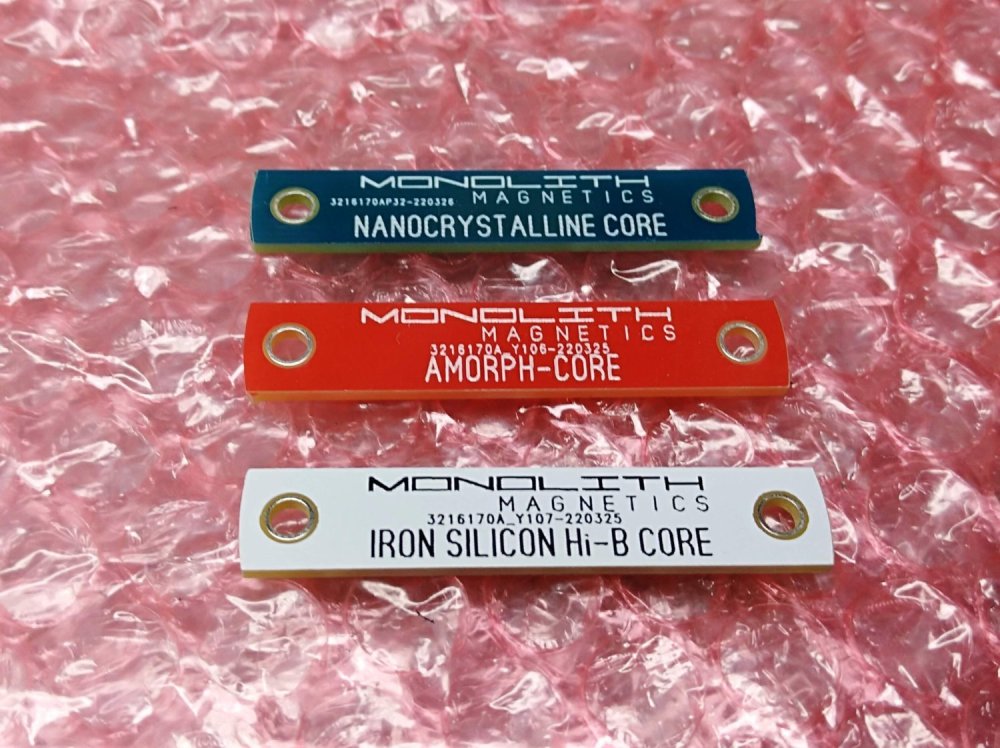 MONOLITH
MAGNETICS
3216170AP32-220326
NANOCRYSTALLINE CORE
MONOLITH
MAGNETICS
3216170A_Y106-220325
AMORPH-CORE
MONOLITH
MAGNETICS
3216170A_Y107-220325
IRON SILICON Hi-B CORE